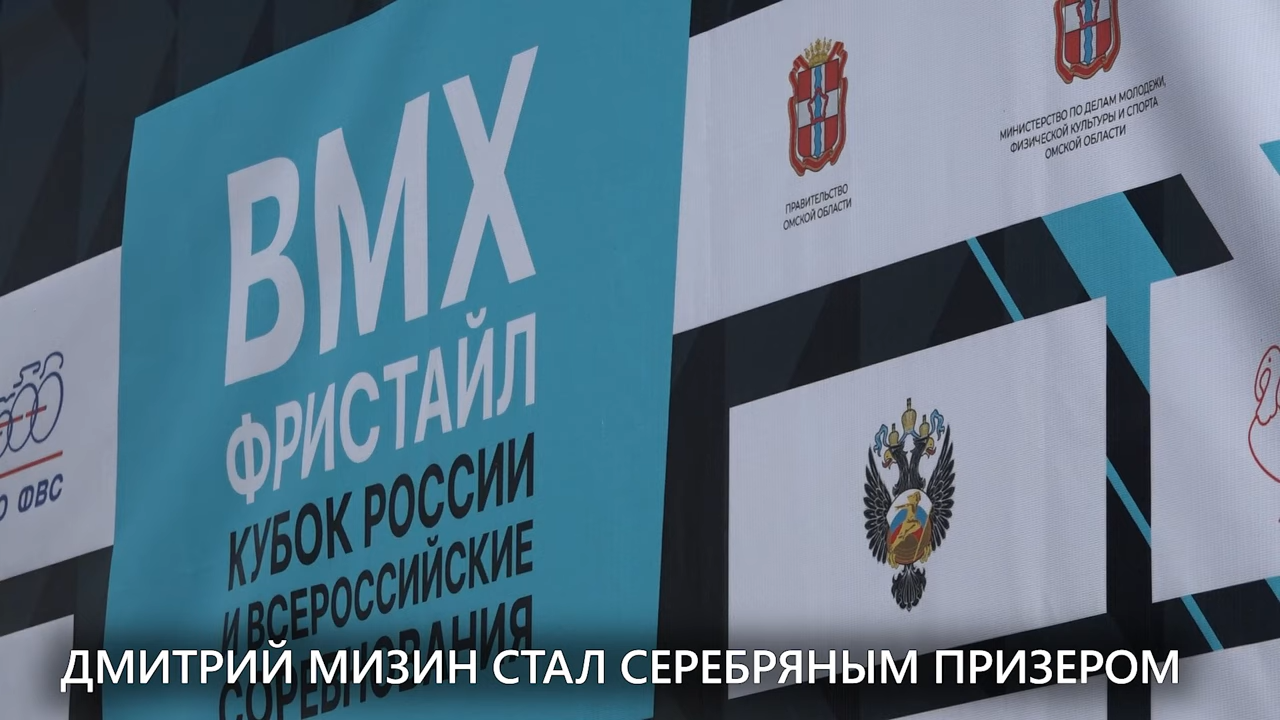 BMX
ФРИСТАЙЛ
КУБОК РОССИИ
И ВСЕРОССИЙСКИЕ
СОРЕВНОВАНИЯ
ПРАВИТЕЛЬСТВО
ОМСКОЙ ОБЛАСТИ
МИНИСТЕРСТВО ПО ДЕЛАМ МОЛОДЕЖИ,
ФИЗИЧЕСКОЙ КУЛЬТУРЫ И СПОРТА
ОМСКОЙ ОБЛАСТИ
ФВС
ДМИТРИЙ МИЗИН СТАЛ СЕРЕБРЯНЫМ ПРИЗЕРОМ